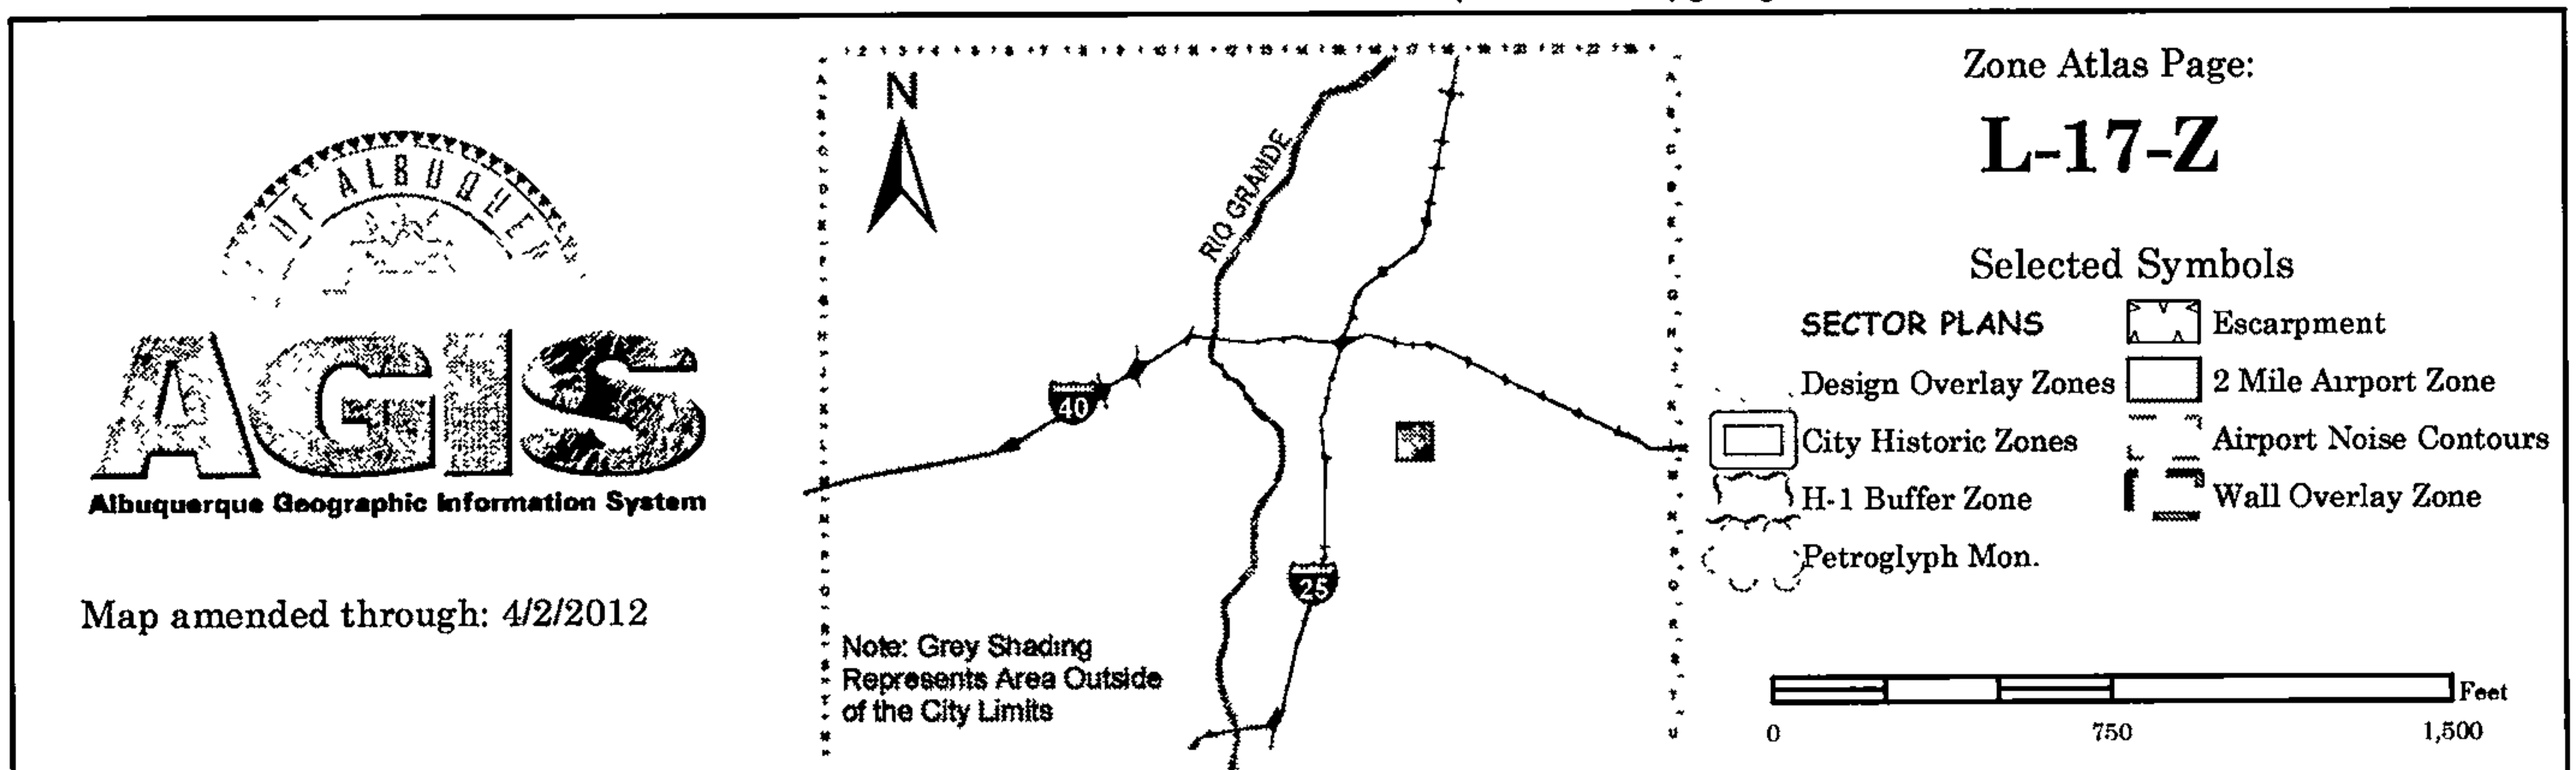 OF ALBUQUE
AGIS
Albuquerque Geographic Information System
Map amended through: 4/2/2012
N
RIO GRANDE
40
25
Note: Grey Shading
Represents Area Outside
of the City Limits
Zone Atlas Page:
L-17-Z
Selected Symbols
SECTOR PLANS
Escarpment
Design Overlay Zones
2 Mile Airport Zone
City Historic Zones
Airport Noise Contours
H-1 Buffer Zone
Wall Overlay Zone
Petroglyph Mon.
Feet
0 750 1,500